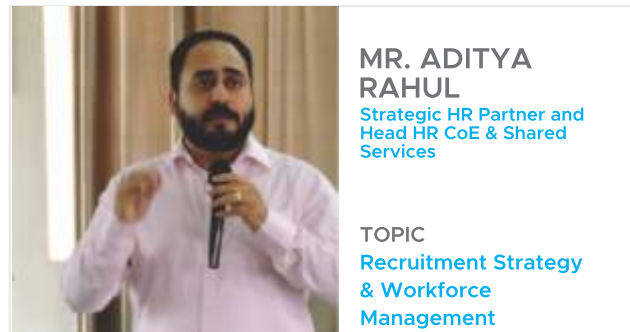 MR. ADITYA
RAHUL
Strategic HR Partner and
Head HR CoE & Shared
Services
TOPIC
Recruitment Strategy
& Workforce
Management